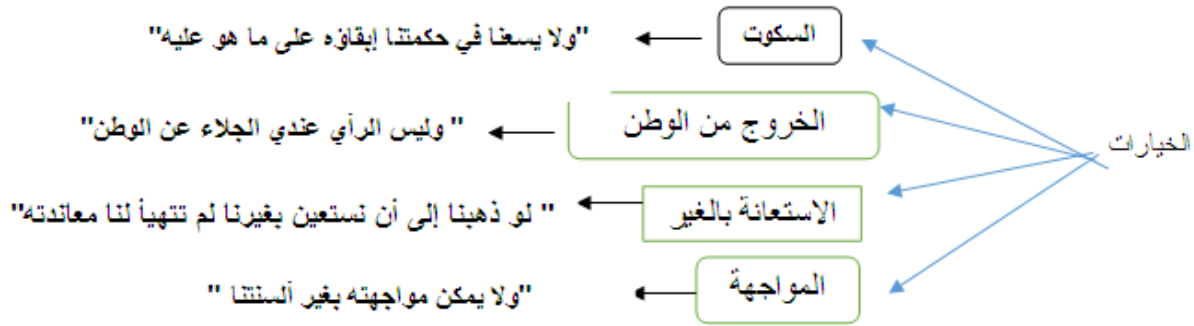 السكوت
"ولا يسعنا في حكمتنا إبقاؤه على ما هو عليه"
الخروج من الوطن
" وليس الرأي عندي الجلاء عن الوطن"
الخيارات
الاستعانة بالغير
" لو ذهبنا إلى أن نستعين بغيرنا لم تتهيأ لنا معاندته"
المواجهة
"ولا يمكن مواجهته بغير ألسنتنا "